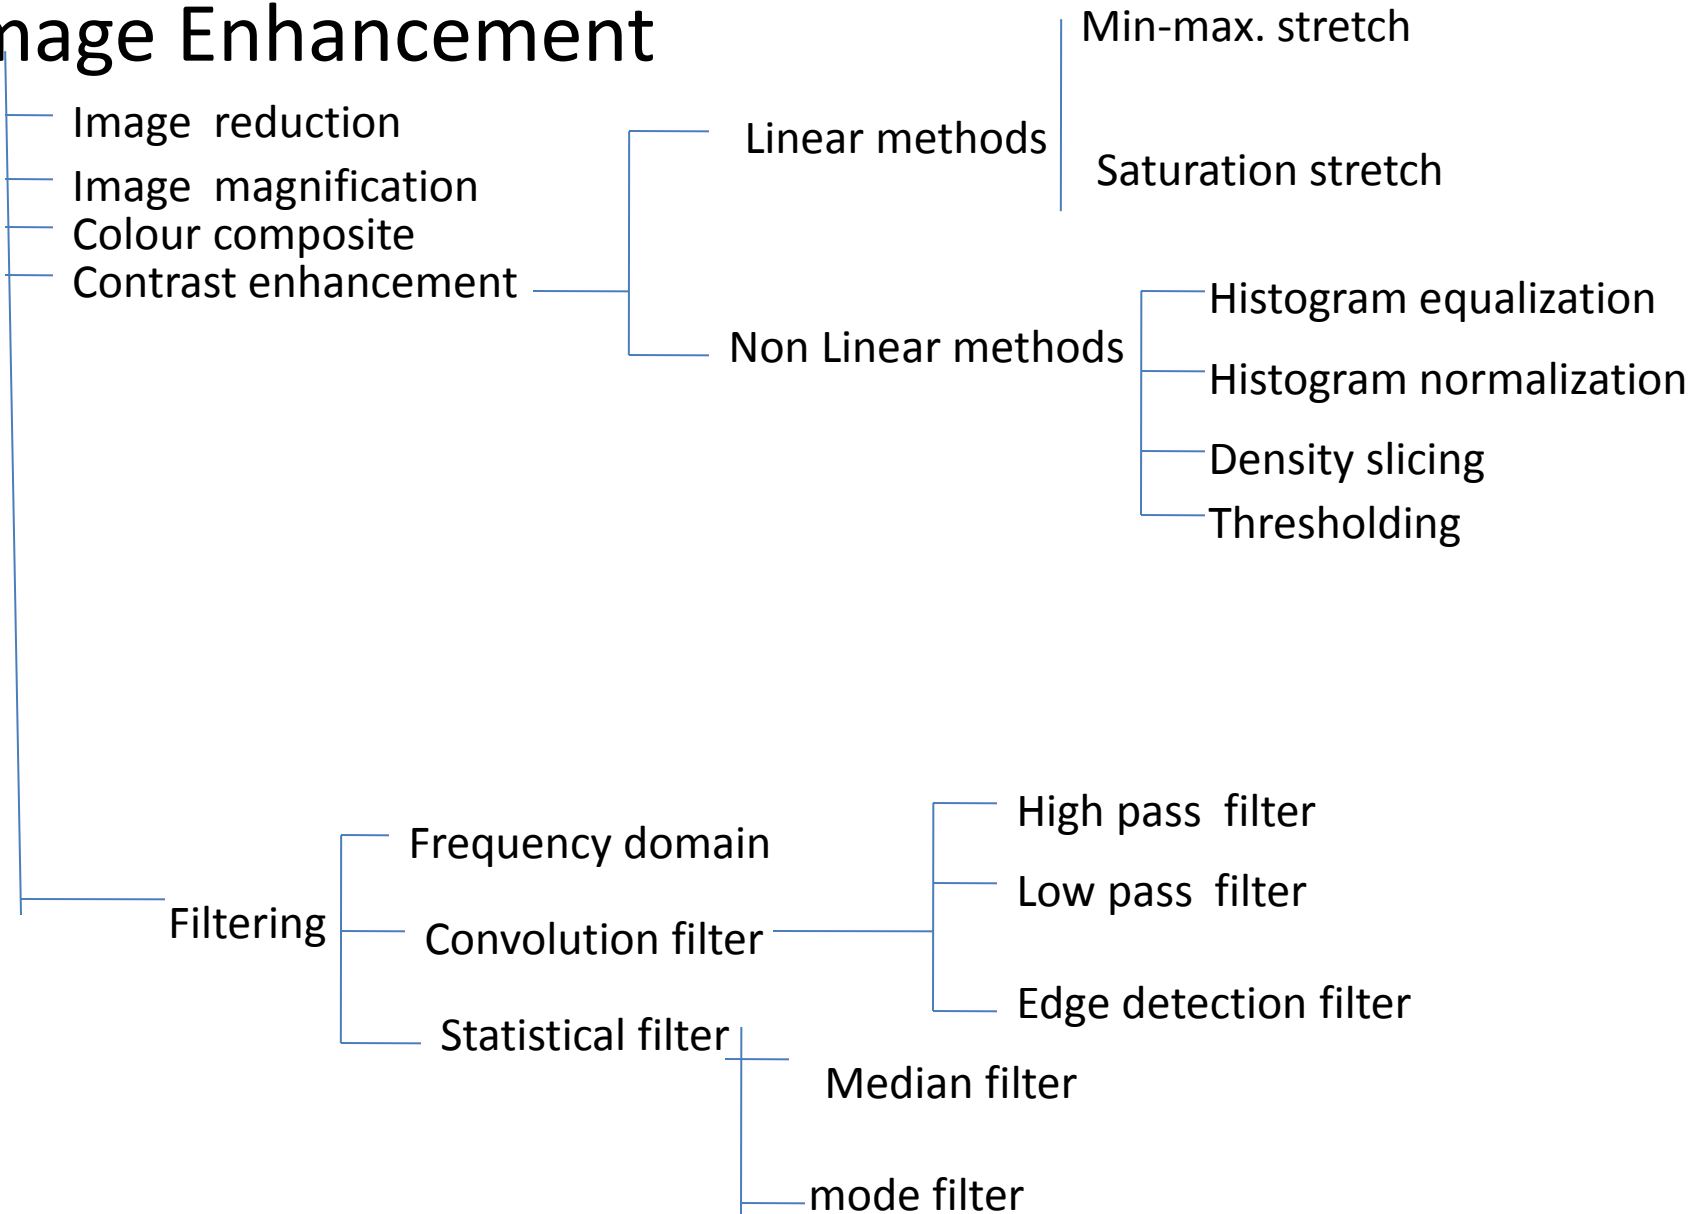 mage Enhancement
Image reduction
Image magnification
Colour composite
Contrast enhancement
Linear methods
Min-max. stretch
Saturation stretch
Non Linear methods
Histogram equalization
Histogram normalization
Density slicing
Thresholding
Filtering
Frequency domain
Convolution filter
High pass filter
Low pass filter
Edge detection filter
Statistical filter
Median filter
mode filter